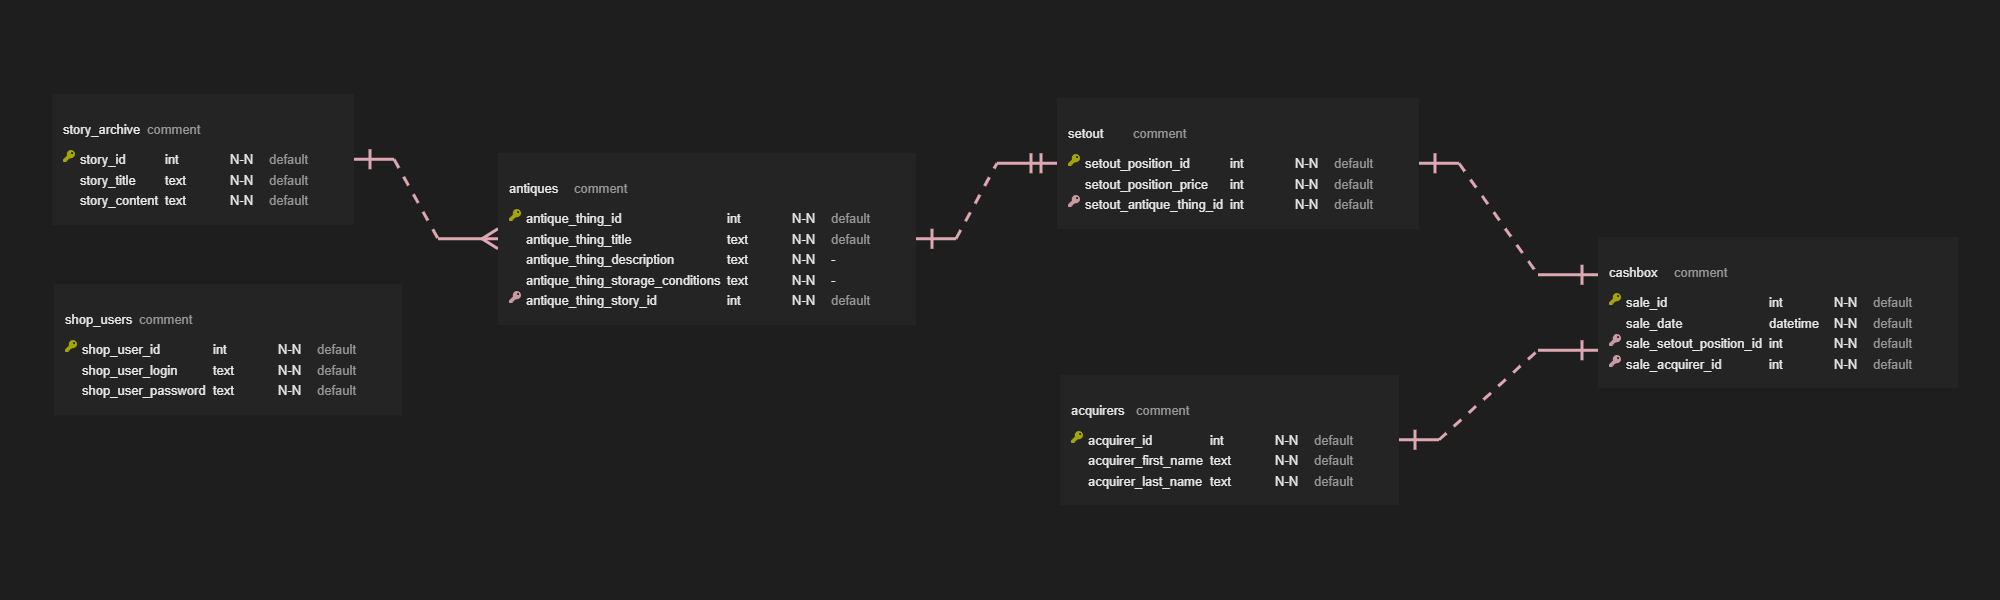 story_archive comment
story_id int N-N default
story_title text N-N default
story_content text N-N default
shop_users comment
shop_user_id int N-N default
shop_user_login text N-N default
shop_user_password text N-N default
antiques comment
antique_thing_id int N-N default
antique_thing_title text N-N default
antique_thing_description text N-N -
antique_thing_storage_conditions text N-N -
antique_thing_story_id int N-N default
setout comment
setout_position_id int N-N default
setout_position_price int N-N default
setout_antique_thing_id int N-N default
acquirers comment
acquirer_id int N-N default
acquirer_first_name text N-N default
acquirer_last_name text N-N default
cashbox comment
sale_id int N-N default
sale_date datetime N-N default
sale_setout_position_id int N-N default
sale_acquirer_id int N-N default